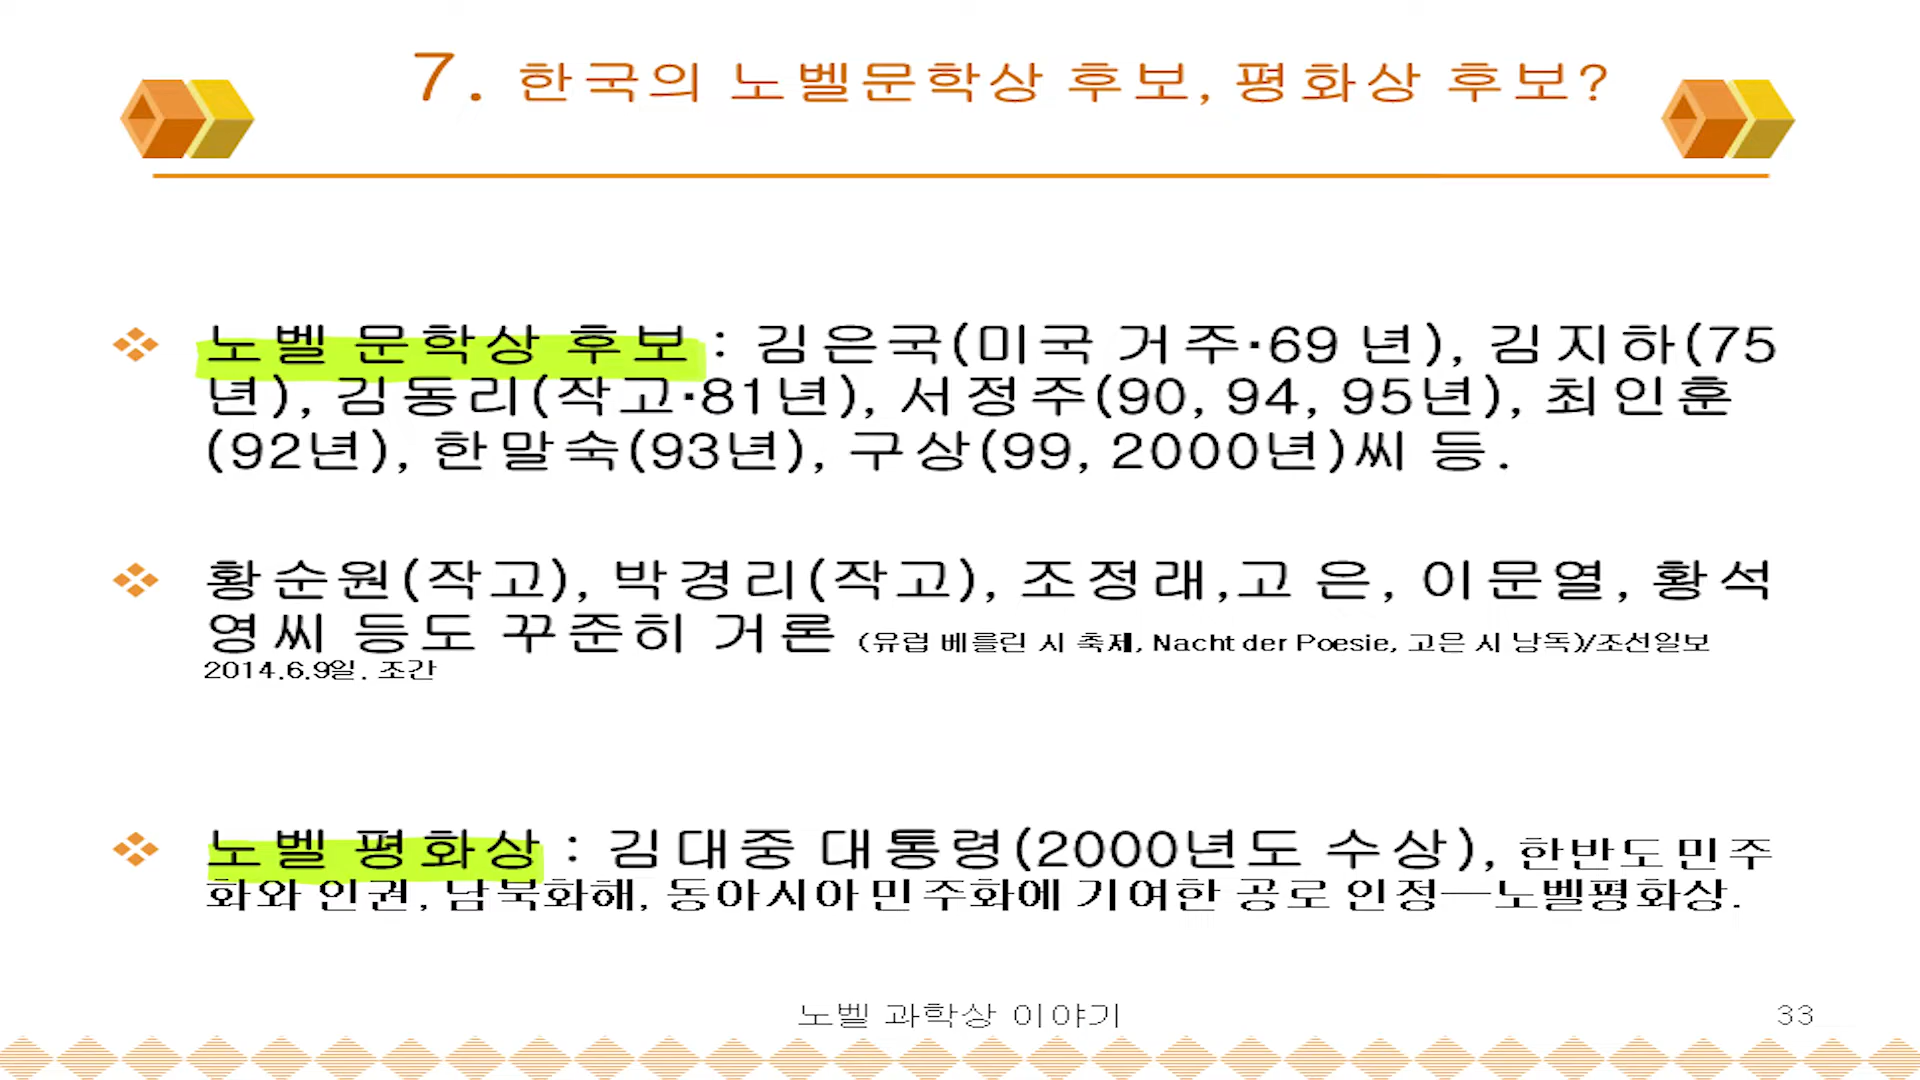 7. 한국의 노벨문학상 후보, 평화상 후보?
노벨 문학상 후보 : 김은국(미국 거주·69 년), 김지하(75
년), 김동리(작고·81년), 서정주(90, 94, 95년), 최인훈
(92년), 한말숙(93년), 구상(99, 2000년)씨 등.
황순원(작고), 박경리(작고), 조정래,고 은, 이문열, 황석
영씨 등도 꾸준히 거론 (유럽 베를린 시 축제, Nacht der Poesie, 고은 시 낭독)/조선일보
2014.6.9일. 조간
노벨 평화상 : 김대중 대통령(2000년도 수상), 한반도민주
화와 인권, 남북화해, 동아시아민주화에 기여한 공로 인정—노벨평화상.
노벨 과학상 이야기
33